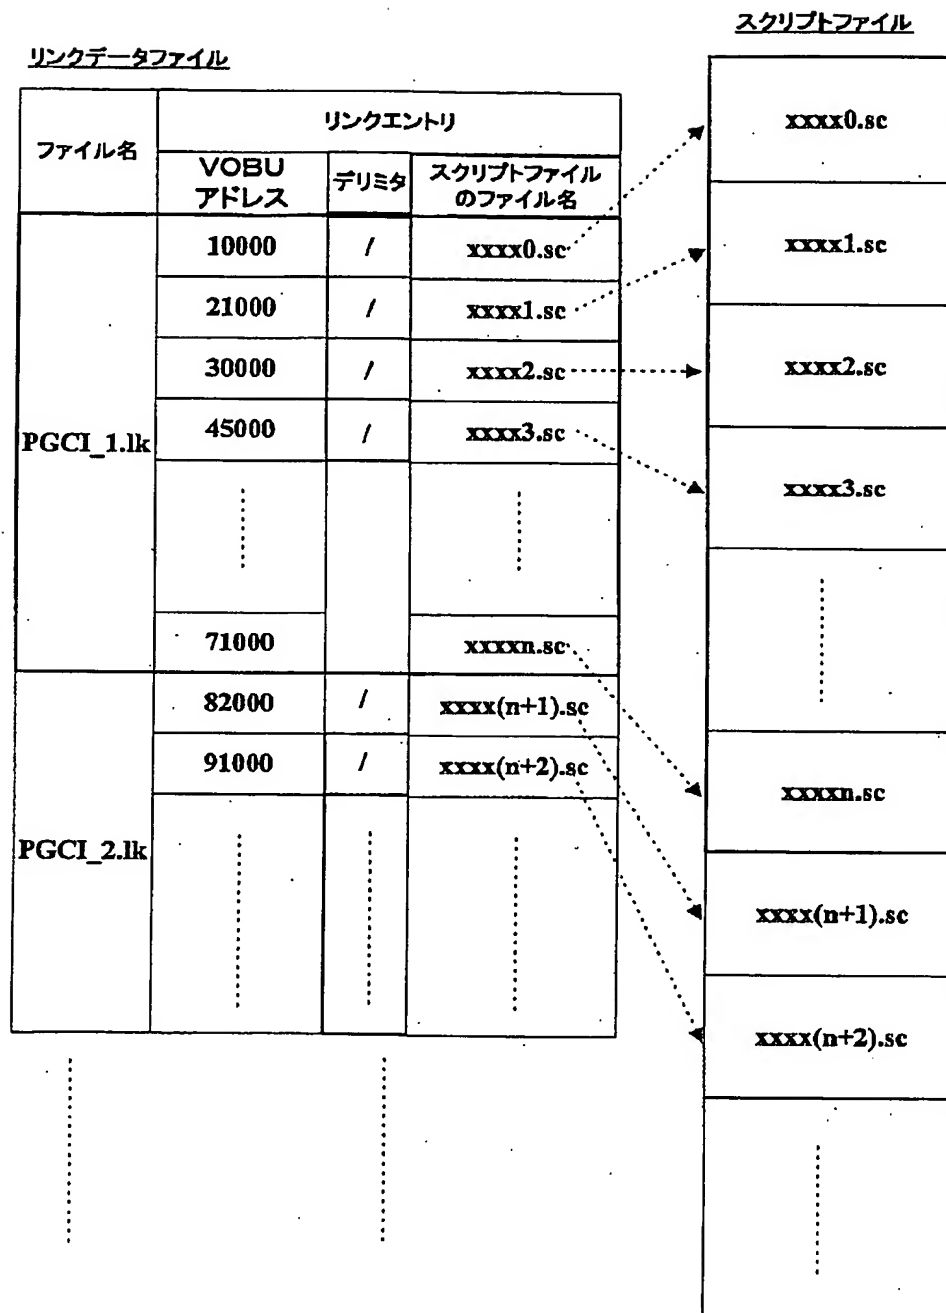 リンクデータファイル
ファイル名
リンクエントリ
VOBU
アドレス
デリミタ
スクリプトファイル
のファイル名
PGCI_1.lk
10000 / xxxx0.sc
21000 / xxxx1.sc
30000 / xxxx2.sc
45000 / xxxx3.sc
71000 xxxxn.sc
PGCI_2.lk
82000 / xxxx(n+1).sc
91000 / xxxx(n+2).sc
スクリプトファイル
xxxx0.sc
xxxx1.sc
xxxx2.sc
xxxx3.sc
xxxxn.sc
xxxx(n+1).sc
xxxx(n+2).sc